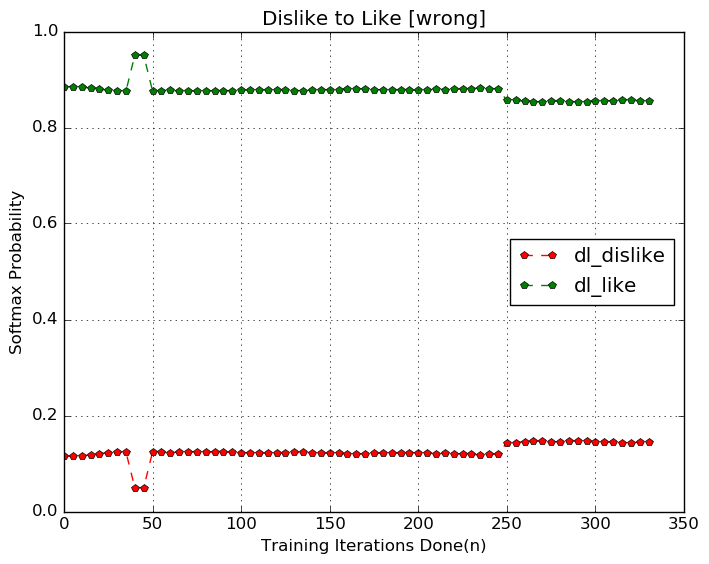 Dislike to Like [wrong]
1.0
0.8
0.6
0.4
0.2
0.0
Softmax Probability
dl_dislike
dl_like
0 50 100 150 200 250 300 350
Training Iterations Done(n)